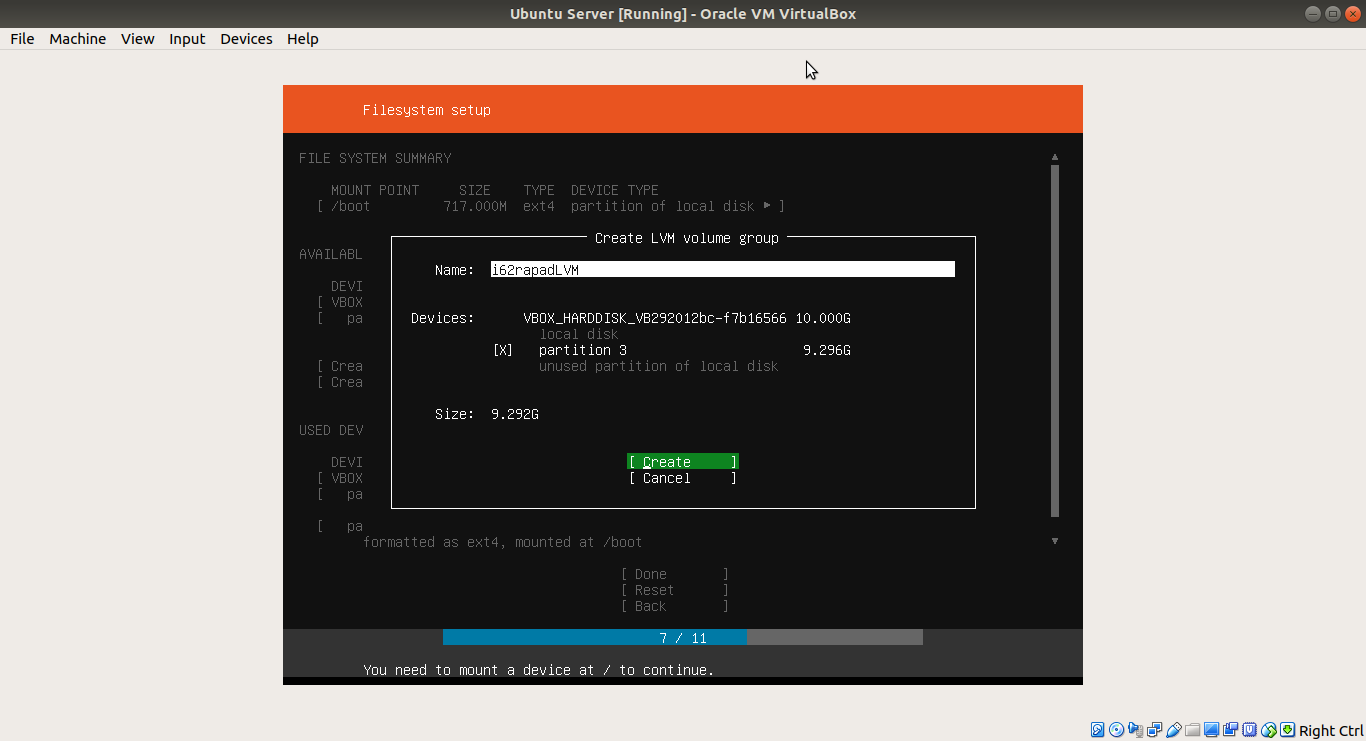 Ubuntu Server [Running] - Oracle VM VirtualBox
File Machine View Input Devices Help
Filesystem setup
FILE SYSTEM SUMMARY
MOUNT POINT SIZE TYPE DEVICE TYPE
[ /boot 717.000M ext4 partition of local disk ▸ ]
Create LVM volume group
AVAILABL
Name: i62rapadLVM
DEVI
[ VBOX
Devices: VBOX_HARDDISK_VB292012bc-f7b16566 10.000G
[ pa
local disk
[X] partition 3 9.296G
[ Crea
unused partition of local disk
[ Crea
Size: 9.292G
USED DEV
DEVI
[ Create ]
[ VBOX
[ Cancel ]
[ pa
[ pa
formatted as ext4, mounted at /boot
[ Done ]
[ Reset ]
[ Back ]
7 / 11
You need to mount a device at / to continue.
Right Ctrl